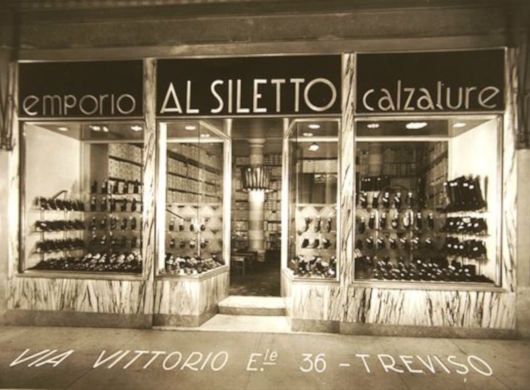 emporio AL SILETTO calzature
VIA VITTORIO E.le 36 - TREVISO